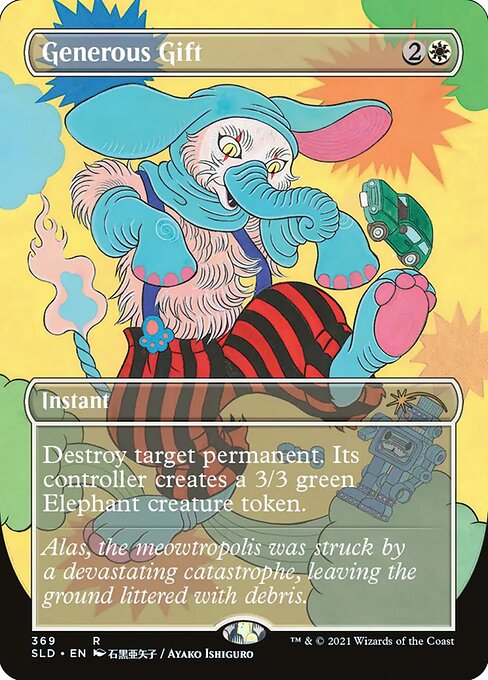 Generous Gift 2
Instant
Destroy target permanent. Its
controller creates a 3/3 green
Elephant creature token.
Alas, the meowtropolis was struck by
a devastating catastrophe, leaving the
ground littered with debris.
369 R
SLD • EN 石黒亜矢子 / Ayako Ishiguro
™ & © 2021 Wizards of the Coast